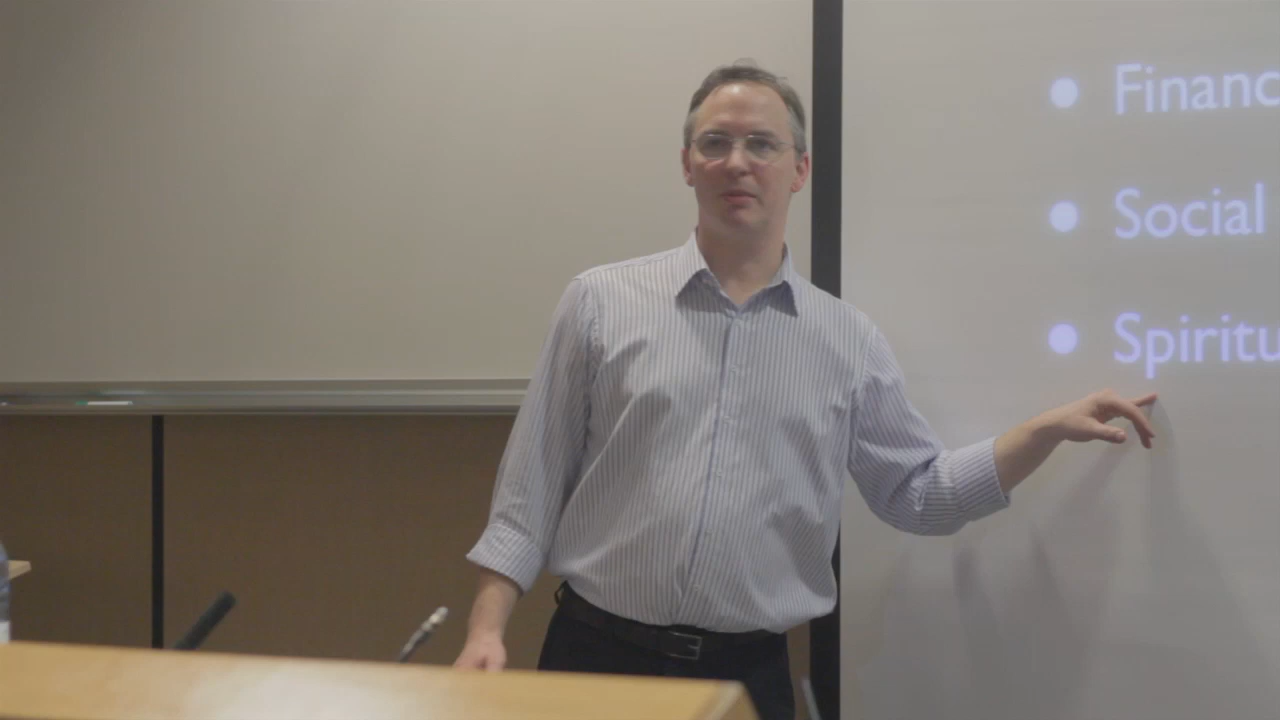 • Financ
• Social
• Spiritu